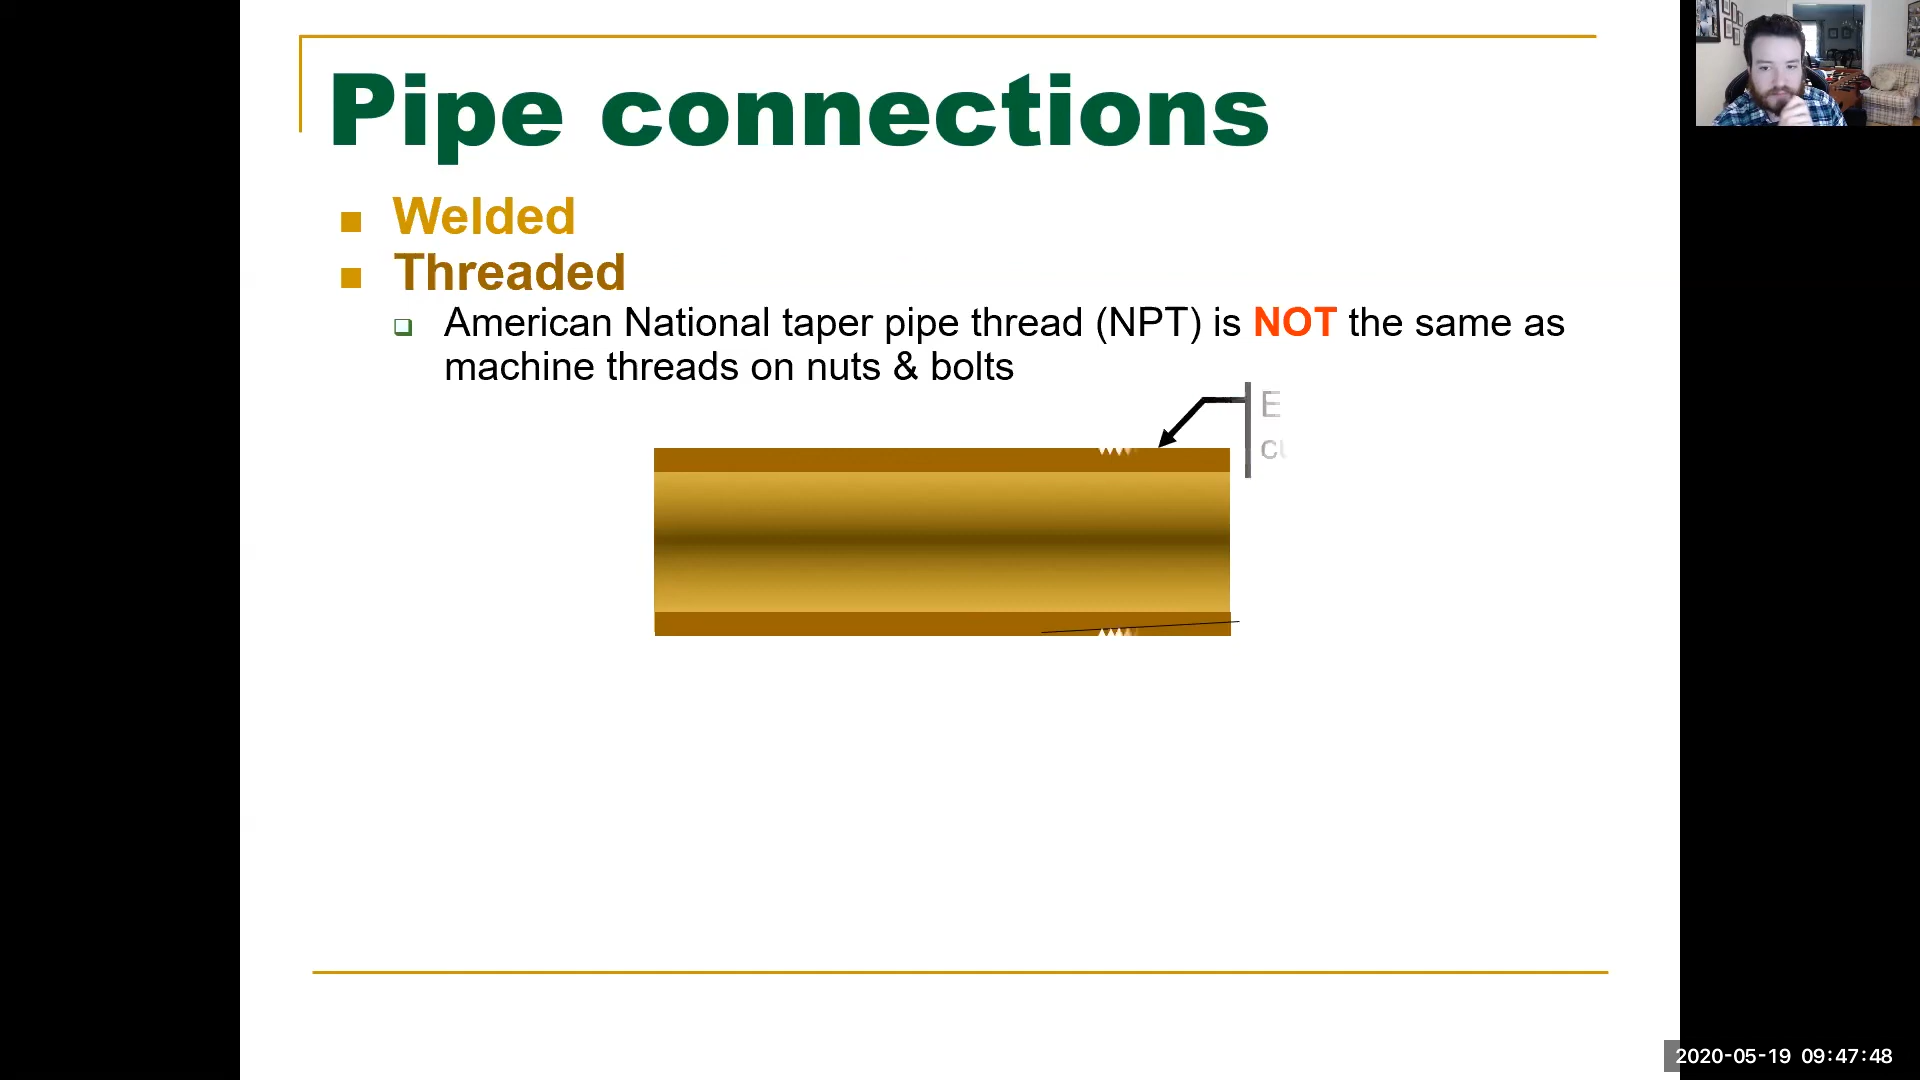 Pipe connections
Welded
Threaded
American National taper pipe thread (NPT) is NOT the same as
machine threads on nuts & bolts
2020-05-19 09:47:48